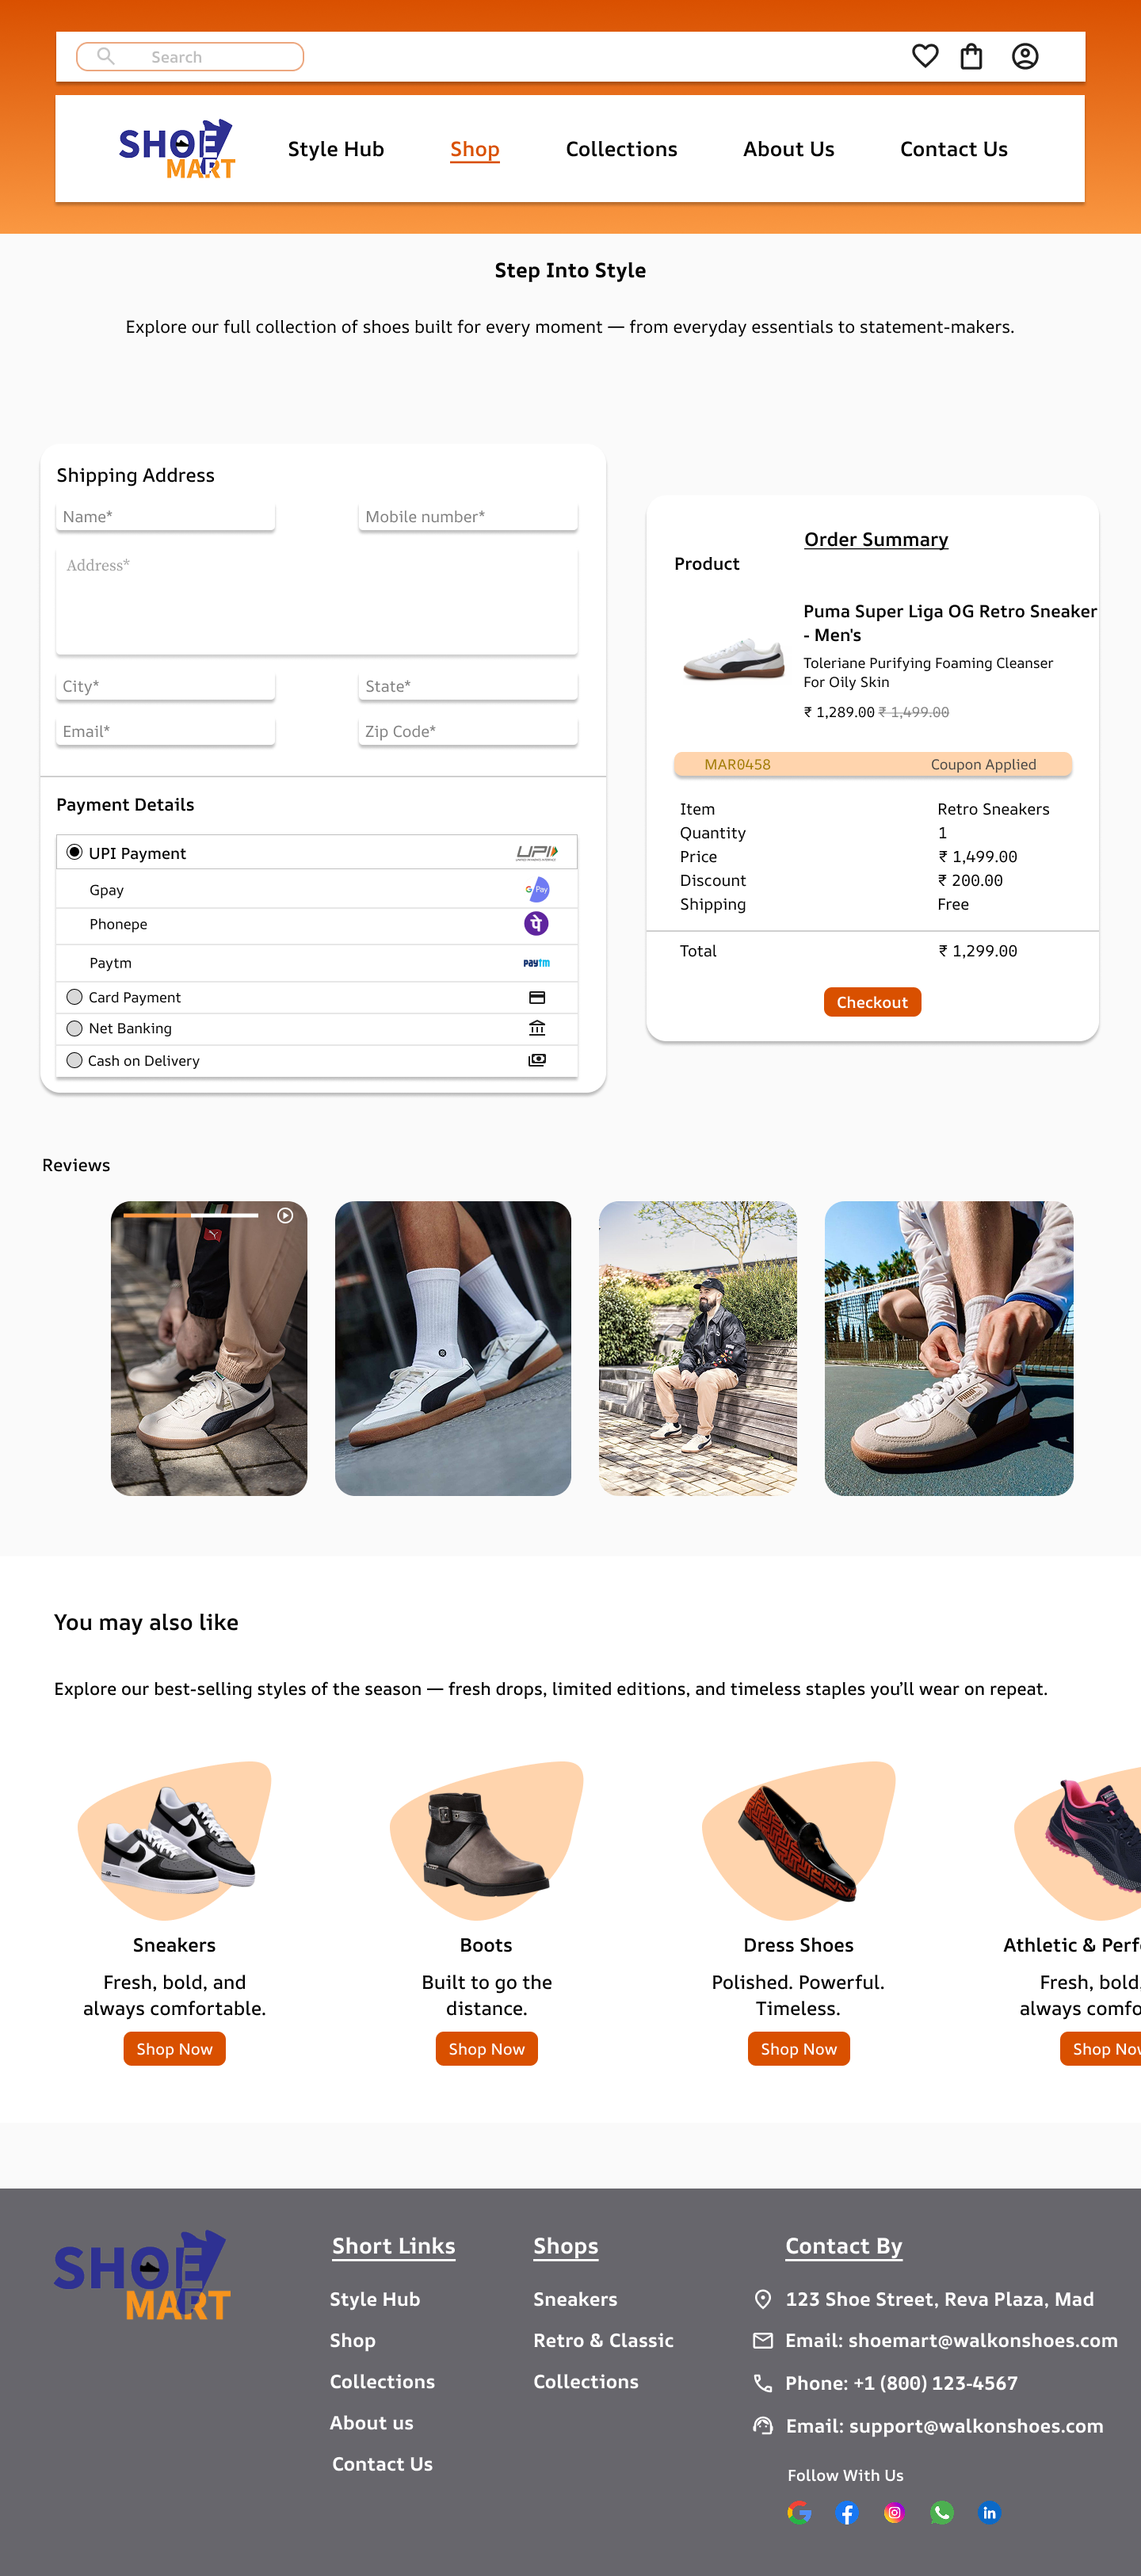 Search
SHOE
MART
Style Hub
Shop
Collections
About Us
Contact Us
Step Into Style
Explore our full collection of shoes built for every moment — from everyday essentials to statement-makers.
Shipping Address
Name*
Mobile number*
Address*
City*
State*
Email*
Zip Code*
Payment Details
UPI Payment
UPI
Gpay
G Pay
Phonepe
पे
Paytm
paytm
Card Payment
Net Banking
Cash on Delivery
Order Summary
Product
Puma Super Liga OG Retro Sneaker
- Men's
Toleriane Purifying Foaming Cleanser
For Oily Skin
₹ 1,289.00 ₹ 1,499.00
MAR0458
Coupon Applied
Item Retro Sneakers
Quantity 1
Price ₹ 1,499.00
Discount ₹ 200.00
Shipping Free
Total ₹ 1,299.00
Checkout
Reviews
You may also like
Explore our best-selling styles of the season — fresh drops, limited editions, and timeless staples you’ll wear on repeat.
Sneakers
Fresh, bold, and
always comfortable.
Shop Now
Boots
Built to go the
distance.
Shop Now
Dress Shoes
Polished. Powerful.
Timeless.
Shop Now
Athletic & Perf
Fresh, bold,
always comfo
Shop Now
SHOE
MART
Short Links
Style Hub
Shop
Collections
About us
Contact Us
Shops
Sneakers
Retro & Classic
Collections
Contact By
123 Shoe Street, Reva Plaza, Mad
Email: shoemart@walkonshoes.com
Phone: +1 (800) 123-4567
Email: support@walkonshoes.com
Follow With Us